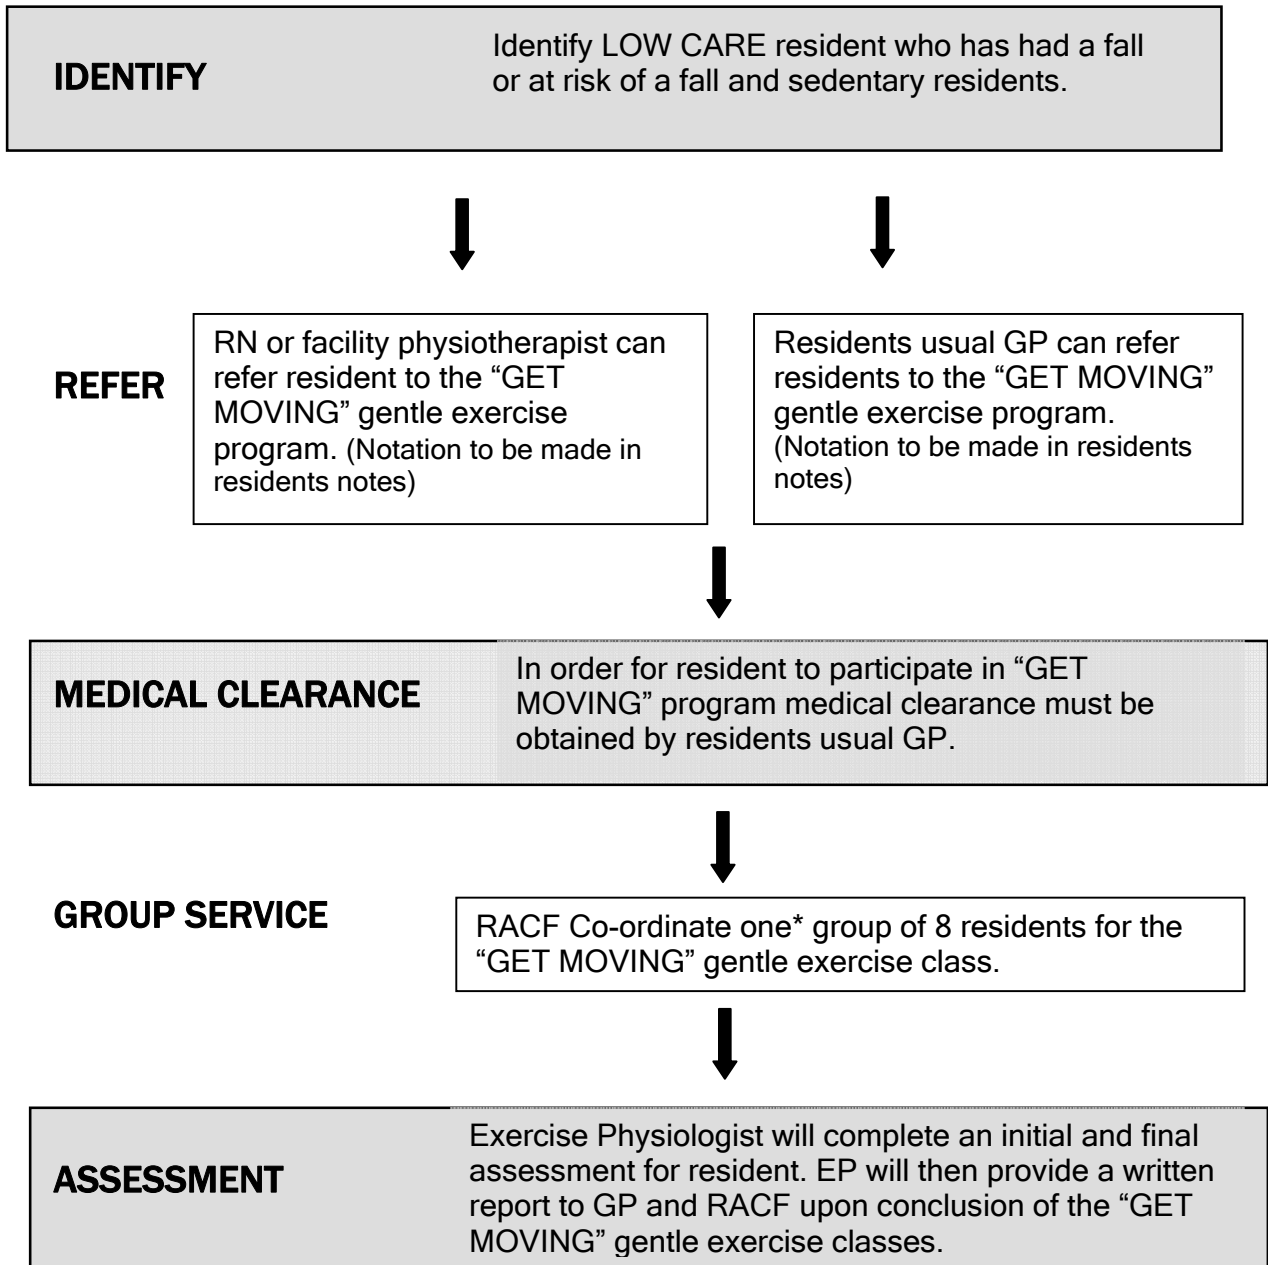 IDENTIFY
Identify LOW CARE resident who has had a fall
or at risk of a fall and sedentary residents.
REFER
RN or facility physiotherapist can
refer resident to the “GET
MOVING” gentle exercise
program. (Notation to be made in
residents notes)
Residents usual GP can refer
residents to the “GET MOVING”
gentle exercise program.
(Notation to be made in residents
notes)
MEDICAL CLEARANCE
In order for resident to participate in “GET
MOVING” program medical clearance must be
obtained by residents usual GP.
GROUP SERVICE
RACF Co-ordinate one* group of 8 residents for the
“GET MOVING” gentle exercise class.
ASSESSMENT
Exercise Physiologist will complete an initial and final
assessment for resident. EP will then provide a written
report to GP and RACF upon conclusion of the “GET
MOVING” gentle exercise classes.